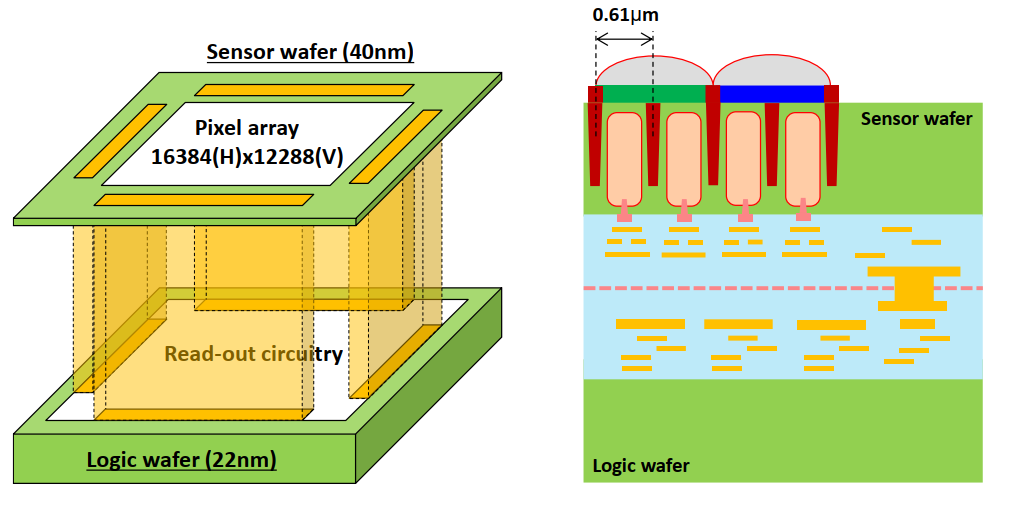 Sensor wafer (40nm)
Pixel array
16384(H)x12288(V)
Read-out circuitry
Logic wafer (22nm)
0.61μm
Sensor wafer
Logic wafer